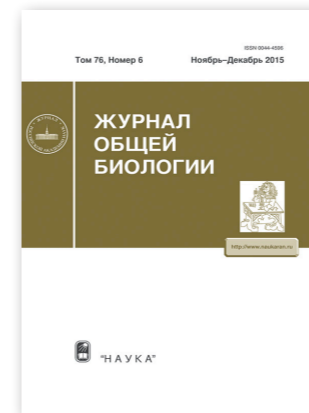 ISSN 0044-4596
Том 76, Номер 6
Ноябрь–Декабрь 2015
ЖУРНАЛ
ОБЩЕЙ
БИОЛОГИИ
http://www.naukaran.ru
"НАУКА"